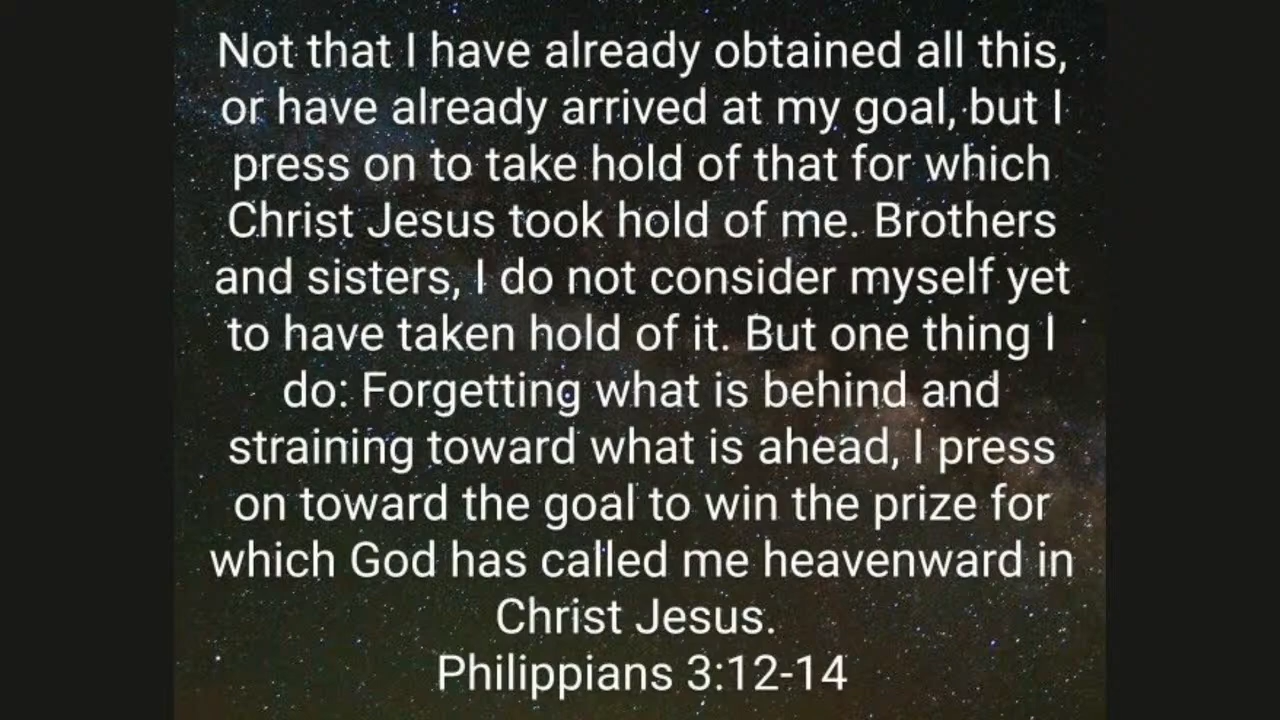 Not that I have already obtained all this,
or have already arrived at my goal, but I
press on to take hold of that for which
Christ Jesus took hold of me. Brothers
and sisters, I do not consider myself yet
to have taken hold of it. But one thing I
do: Forgetting what is behind and
straining toward what is ahead, I press
on toward the goal to win the prize for
which God has called me heavenward in
Christ Jesus.
Philippians 3:12-14